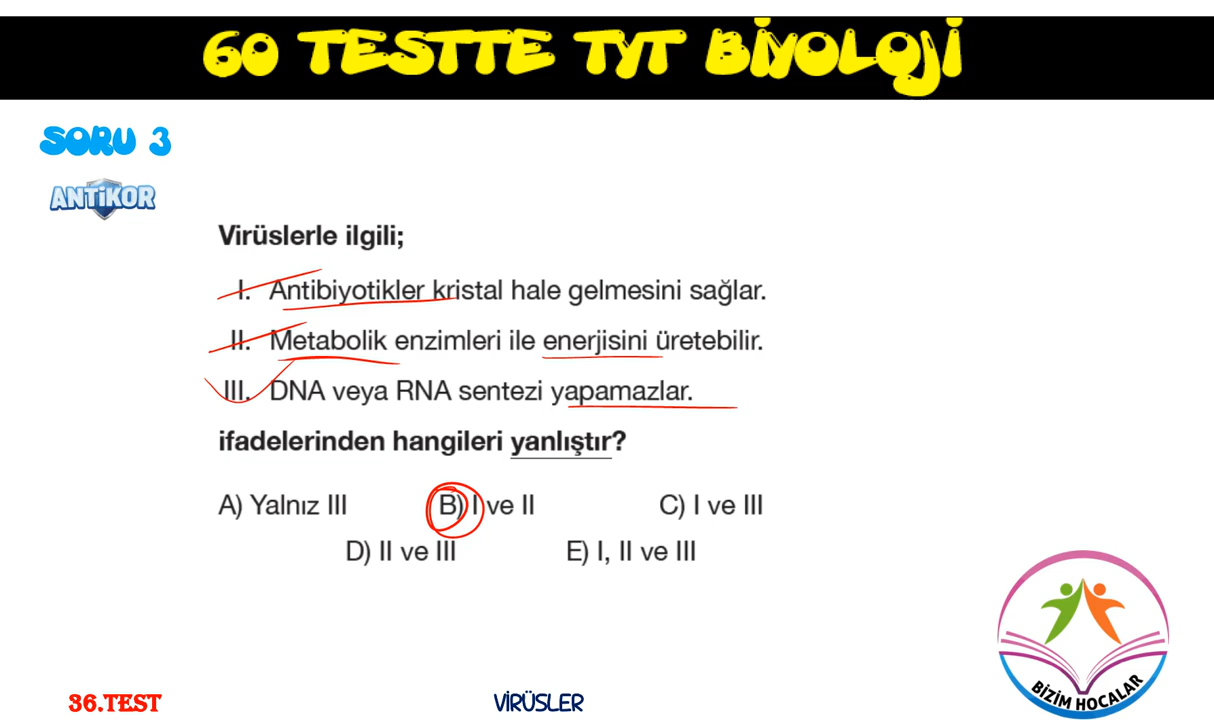 60 TESTTE TYT BİYOLOJİ
SORU 3
ANTİKOR
Virüslerle ilgili;
I. Antibiyotikler kristal hale gelmesini sağlar.
II. Metabolik enzimleri ile enerjisini üretebilir.
III. DNA veya RNA sentezi yapamazlar.
ifadelerinden hangileri yanlıştır?
A) Yalnız III B) I ve II C) I ve III
D) II ve III E) I, II ve III
BİZİM HOCALAR
36.TEST VİRÜSLER